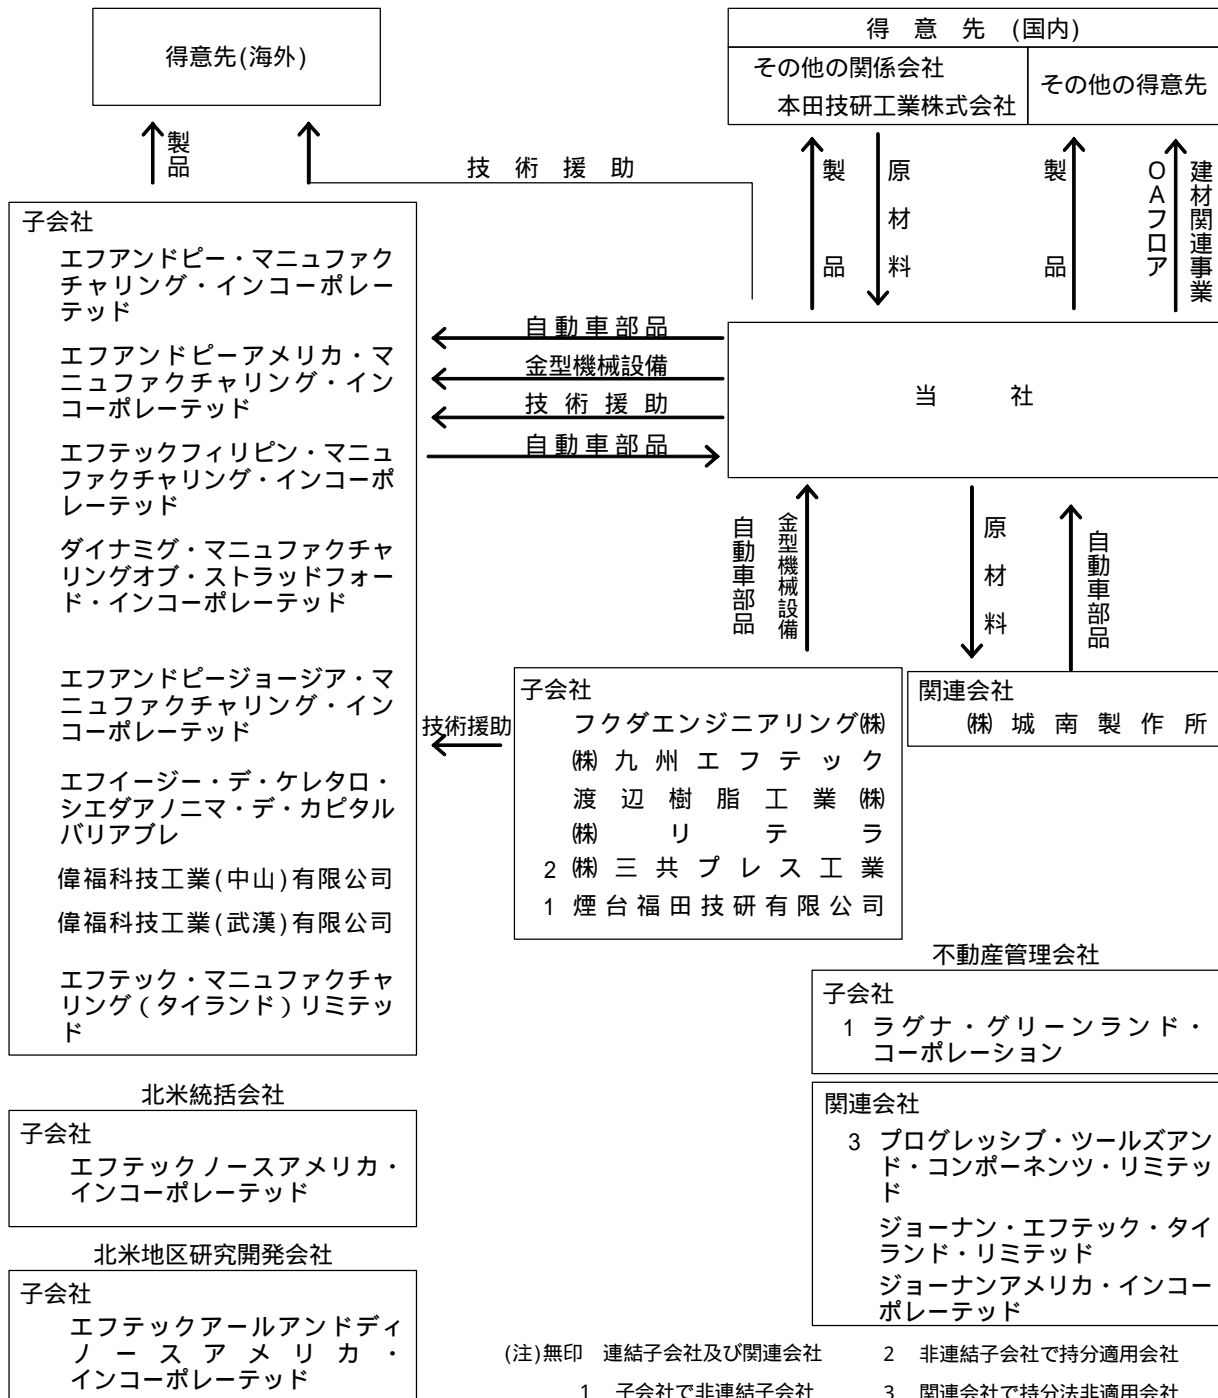 得意先(海外)
得意先(国内)
その他の関係会社
本田技研工業株式会社
その他の得意先
製品
技術援助
製品
原材料
製品
OAフロア
建材関連事業
子会社
エフアンドピー・マニュファク
チャリング・インコーポレー
テッド
エフアンドピーアメリカ・マ
ニュファクチャリング・イン
コーポレーテッド
エフテックフィリピン・マニュ
ファクチャリング・インコーポ
レーテッド
ダイナミグ・マニュファクチャ
リングオブ・ストラッドフォー
ド・インコーポレーテッド
エフアンドピージョージア・マ
ニュファクチャリング・イン
コーポレーテッド
エフイージー・デ・ケレタロ・
シエダアノニマ・デ・カピタル
バリアブレ
偉福科技工業(中山)有限公司
偉福科技工業(武漢)有限公司
エフテック・マニュファクチャ
リング(タイランド)リミテッ
ド
自動車部品
金型機械設備
技術援助
自動車部品
当社
自動車部品
金型機械設備
原材料
自動車部品
技術援助
子会社
フクダエンジニアリング㈱
㈱九州エフテック
渡辺樹脂工業㈱
㈱リテラ
2 ㈱三共プレス工業
1 煙台福田技研有限公司
関連会社
㈱城南製作所
不動産管理会社
子会社
1 ラグナ・グリーンランド・
コーポレーション
関連会社
3 プログレッシブ・ツールズアン
ド・コンポーネンツ・リミテッ
ド
ジョーナン・エフテック・タイ
ランド・リミテッド
ジョーナンアメリカ・インコー
ポレーテッド
北米統括会社
子会社
エフテックノースアメリカ・
インコーポレーテッド
北米地区研究開発会社
子会社
エフテックアールアンドディ
ノースアメリカ・
インコーポレーテッド
(注)無印 連結子会社及び関連会社 2 非連結子会社で持分適用会社
1 子会社で非連結子会社 3 関連会社で持分法非適用会社